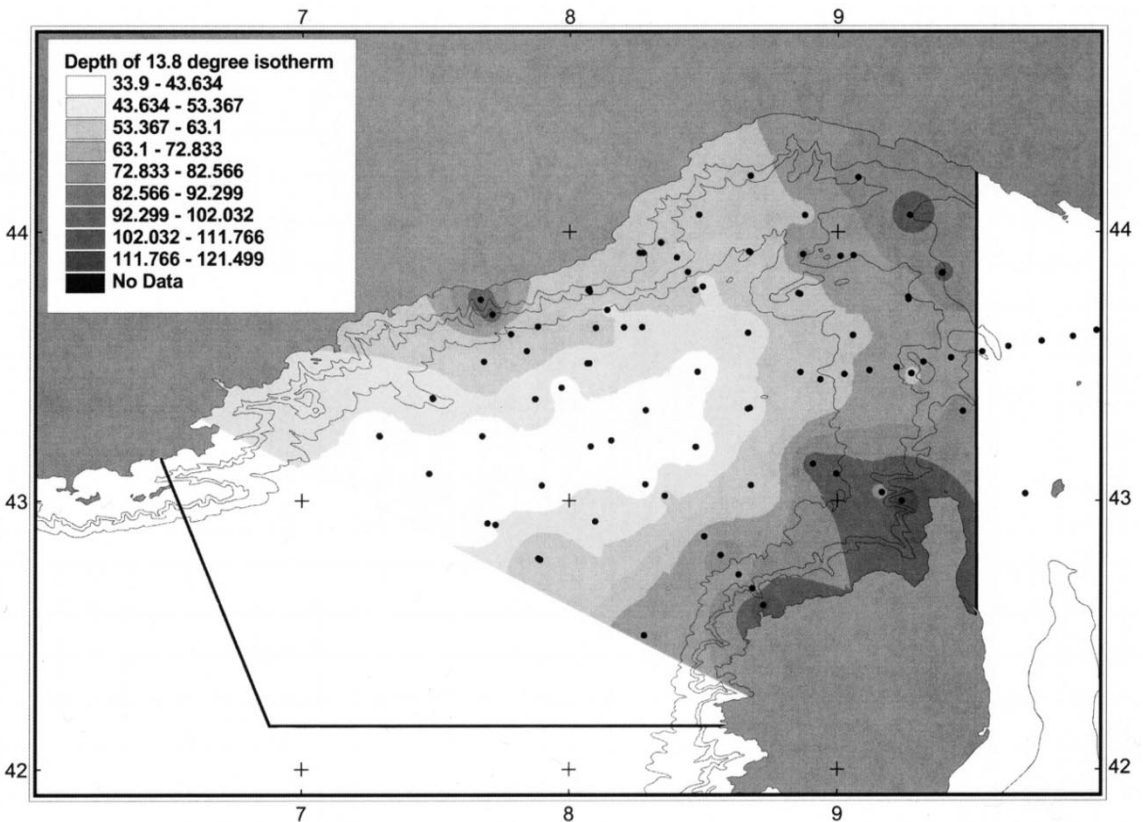 7 8 9
Depth of 13.8 degree isotherm
33.9 - 43.634
43.634 - 53.367
53.367 - 63.1
63.1 - 72.833
72.833 - 82.566
82.566 - 92.299
92.299 - 102.032
102.032 - 111.766
111.766 - 121.499
No Data
44 44
43 43
42 42
7 8 9